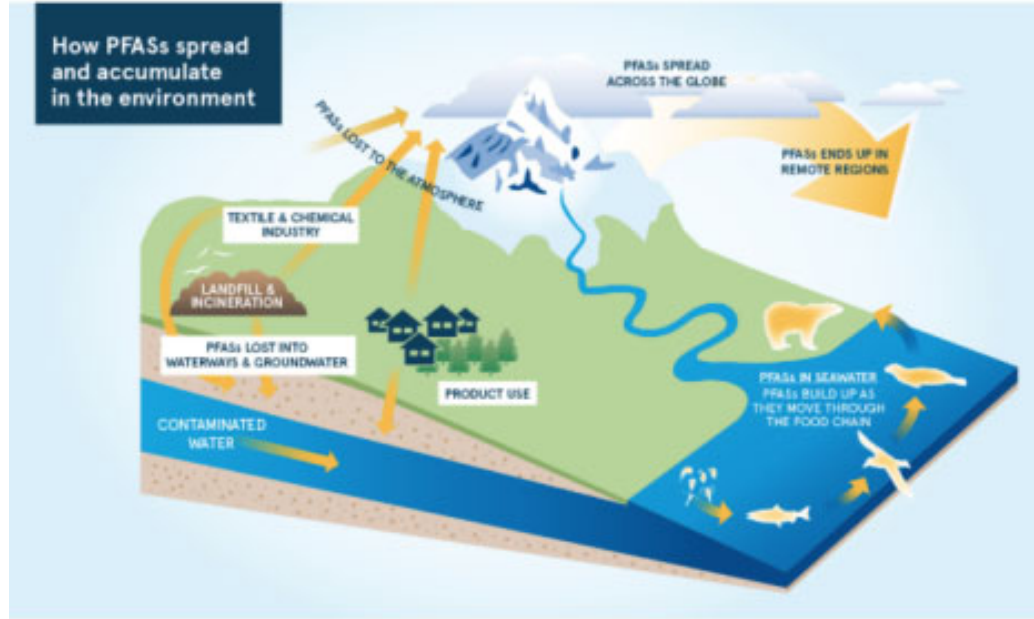 How PFASs spread
and accumulate
in the environment
PFASs SPREAD
ACROSS THE GLOBE
PFASs LOST TO THE ATMOSPHERE
PFASs ENDS UP IN
REMOTE REGIONS
TEXTILE & CHEMICAL
INDUSTRY
LANDFILL &
INCINERATION
PFASs LOST INTO
WATERWAYS & GROUNDWATER
PRODUCT USE
PFASs IN SEAWATER
PFASs BUILD UP AS
THEY MOVE THROUGH
THE FOOD CHAIN
CONTAMINATED
WATER